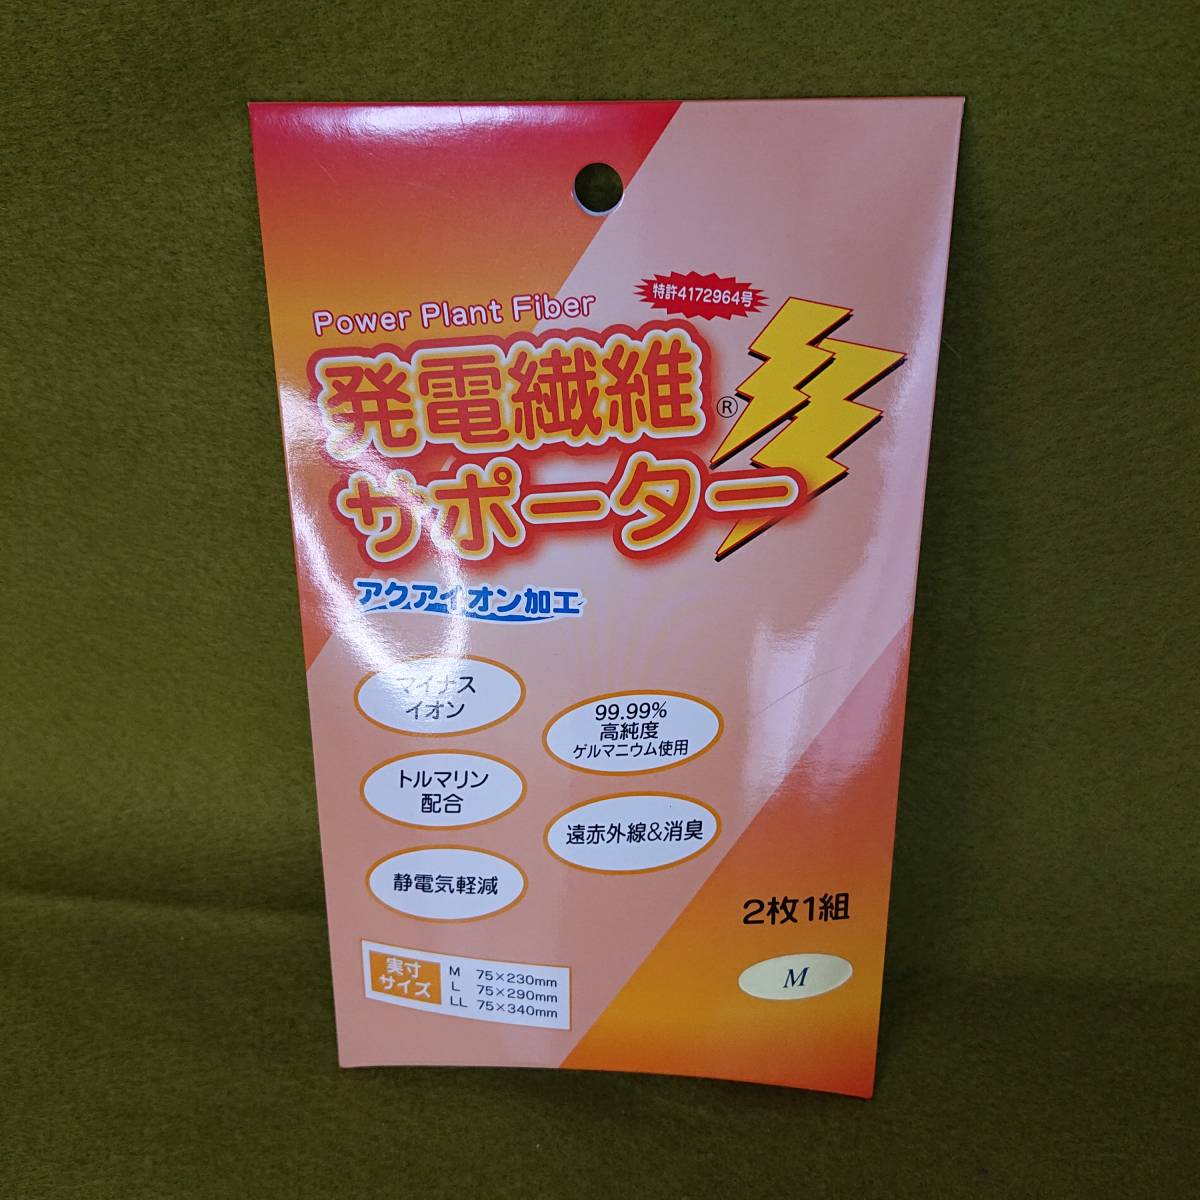 特許4172964号
Power Plant Fiber
発電繊維®
サポーター
アクアイオン加工
マイナス
イオン
99.99%
高純度
ゲルマニウム使用
トルマリン
配合
遠赤外線&消臭
静電気軽減
2枚1組
M
実寸
サイズ
M 75×230mm
L 75×290mm
LL 75×340mm